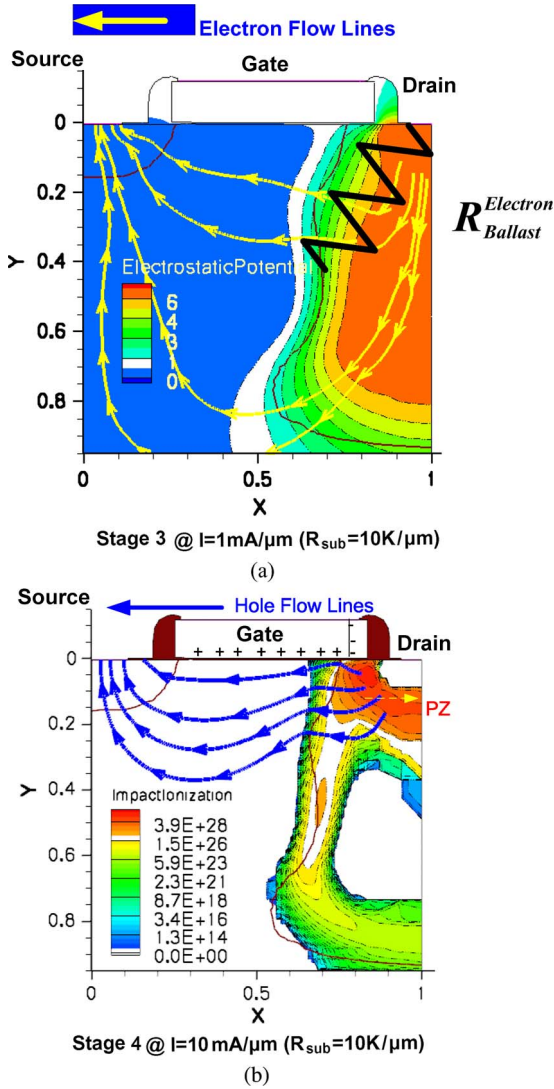 Electron Flow Lines
Source
Gate
Drain
0
0.2
0.4
0.6
0.8
Y
R Electron Ballast
ElectrostaticPotential
6
4
3
1
0
0 0.5 1
X
Stage 3 @ I=1mA/µm (Rsub=10K/µm)
(a)
Source
Hole Flow Lines
Gate
+ + + + + + + +
- - -
Drain
PZ
0
0.2
0.4
0.6
0.8
Y
ImpactIonization
3.9E+28
1.5E+26
5.9E+23
2.3E+21
8.7E+18
3.4E+16
1.3E+14
0.0E+00
0 0.5 1
X
Stage 4 @ I=10mA/µm (Rsub=10K/µm)
(b)